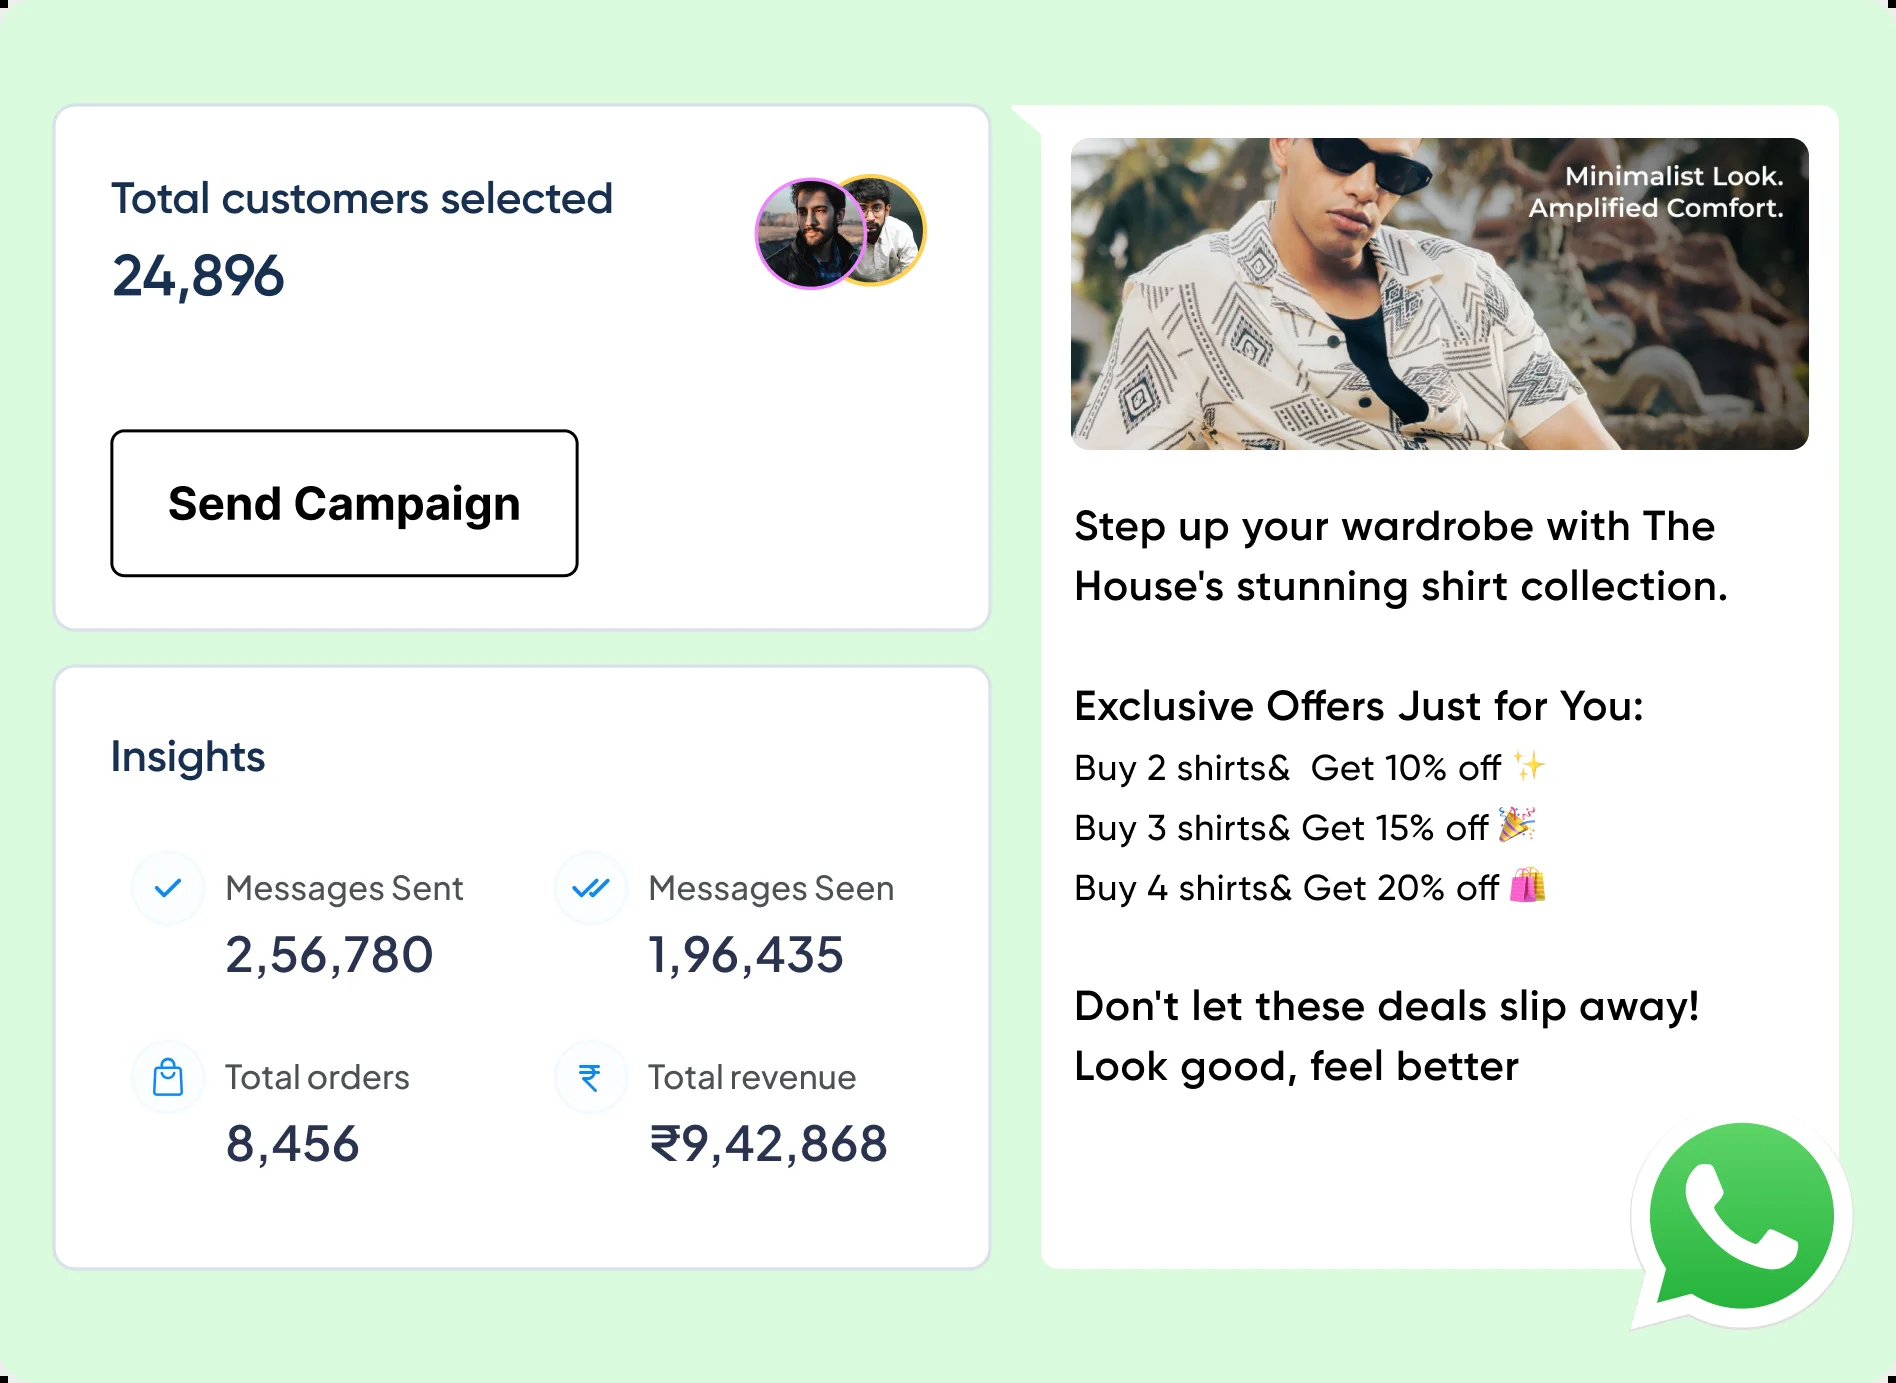 Total customers selected
24,896
Send Campaign
Insights
Messages Sent
2,56,780
Messages Seen
1,96,435
Total orders
8,456
Total revenue
₹9,42,868
Minimalist Look.
Amplified Comfort.
Step up your wardrobe with The
House's stunning shirt collection.
Exclusive Offers Just for You:
Buy 2 shirts&  Get 10% off ✨
Buy 3 shirts& Get 15% off 🎉
Buy 4 shirts& Get 20% off 🛍️
Don't let these deals slip away!
Look good, feel better